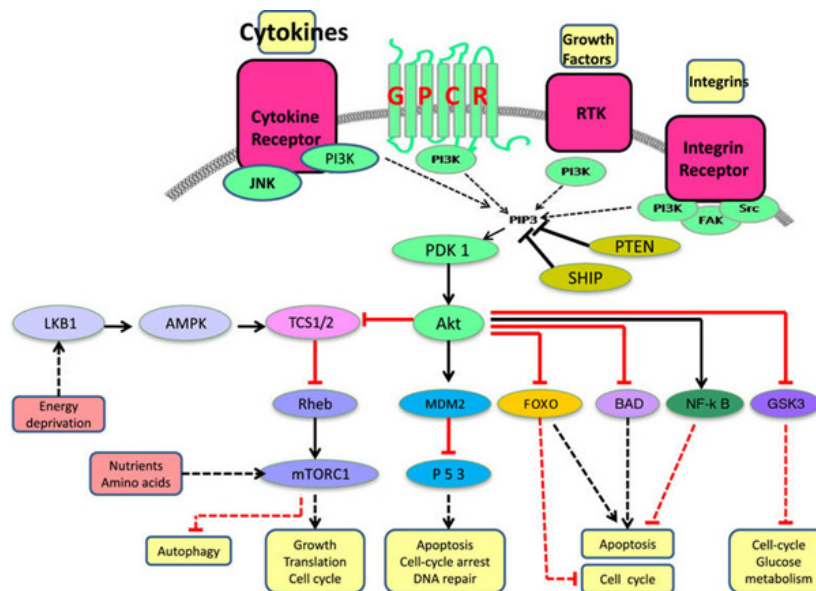 Cytokines
Growth
Factors
Integrins
G P C R
Cytokine
Receptor
RTK
Integrin
Receptor
JNK
PI3K
PI3K
PI3K
PI3K
FAK
Src
PIP3
PDK 1
PTEN
SHIP
LKB1
AMPK
TCS1/2
Akt
Energy
deprivation
Rheb
MDM2
FOXO
BAD
NF-k B
GSK3
Nutrients
Amino acids
mTORC1
P 5 3
Autophagy
Growth
Translation
Cell cycle
Apoptosis
Cell-cycle arrest
DNA repair
Apoptosis
Cell cycle
Cell-cycle
Glucose
metabolism